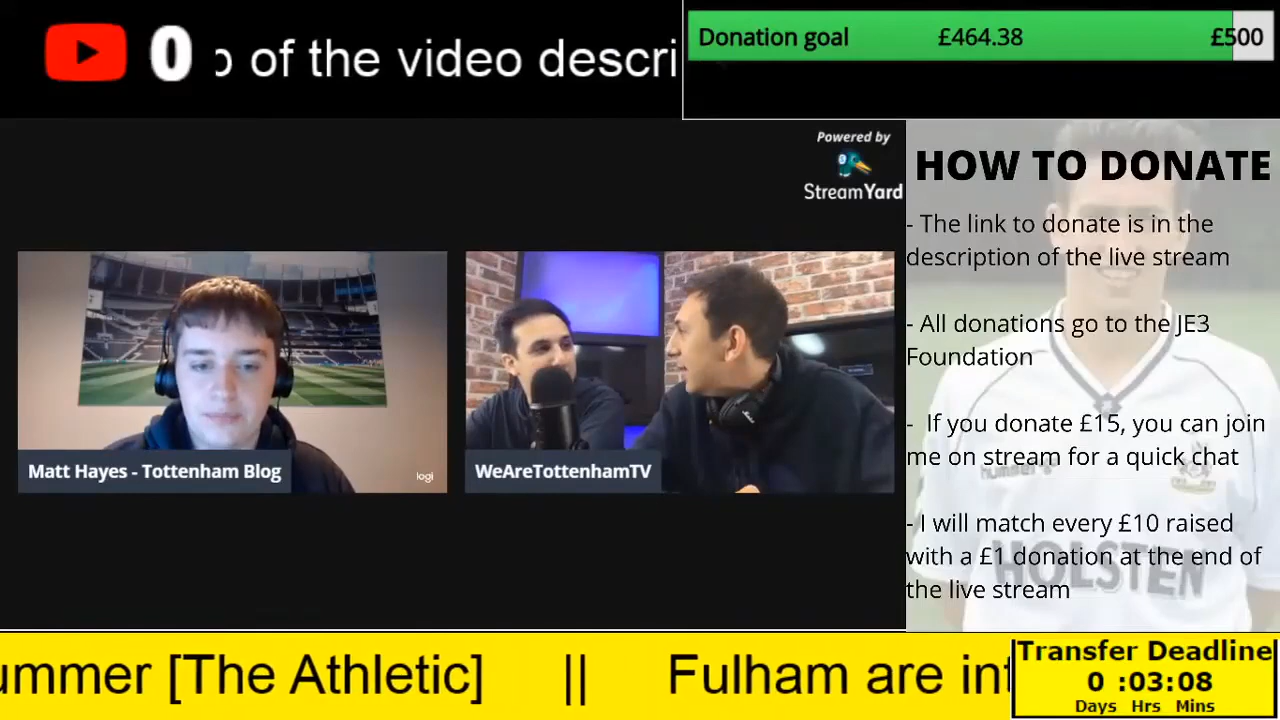 0
of the video descri
Donation goal £464.38 £500
Powered by
StreamYard
HOW TO DONATE
- The link to donate is in the
description of the live stream
- All donations go to the JE3
Foundation
- If you donate £15, you can join
me on stream for a quick chat
- I will match every £10 raised
with a £1 donation at the end of
the live stream
hummel
HOLSTEN
Matt Hayes - Tottenham Blog
logi
WeAreTottenhamTV
ummer [The Athletic] || Fulham are int
Transfer Deadline
0 :03:08
Days Hrs Mins